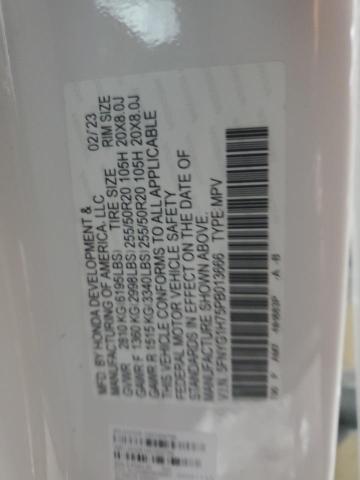 MFD. BY HONDA DEVELOPMENT & 02/23
MANUFACTURING OF AMERICA, LLC
TIRE SIZE RIM SIZE
GVWR 2810 KG-6195LBS
GAWR F 1360 KG-2998LBS 255/50R20 105H 20X8.0J
GAWR R 1515 KG-3340LBS 255/50R20 105H 20X8.0J
THIS VEHICLE CONFORMS TO ALL APPLICABLE
FEDERAL MOTOR VEHICLE SAFETY
STANDARDS IN EFFECT ON THE DATE OF
MANUFACTURE SHOWN ABOVE.
V.I.N. 5FNYG1H75PB013666 TYPE:MPV
P AM7 A B